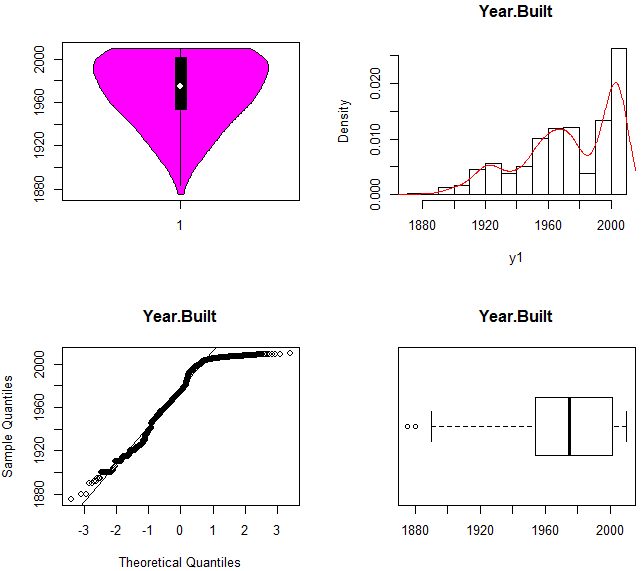 1880 1920 1960 2000
1
Year.Built
Density
0.000 0.010 0.020
1880 1920 1960 2000
y1
Year.Built
Sample Quantiles
1880 1920 1960 2000
-3 -2 -1 0 1 2 3
Theoretical Quantiles
Year.Built
1880 1920 1960 2000